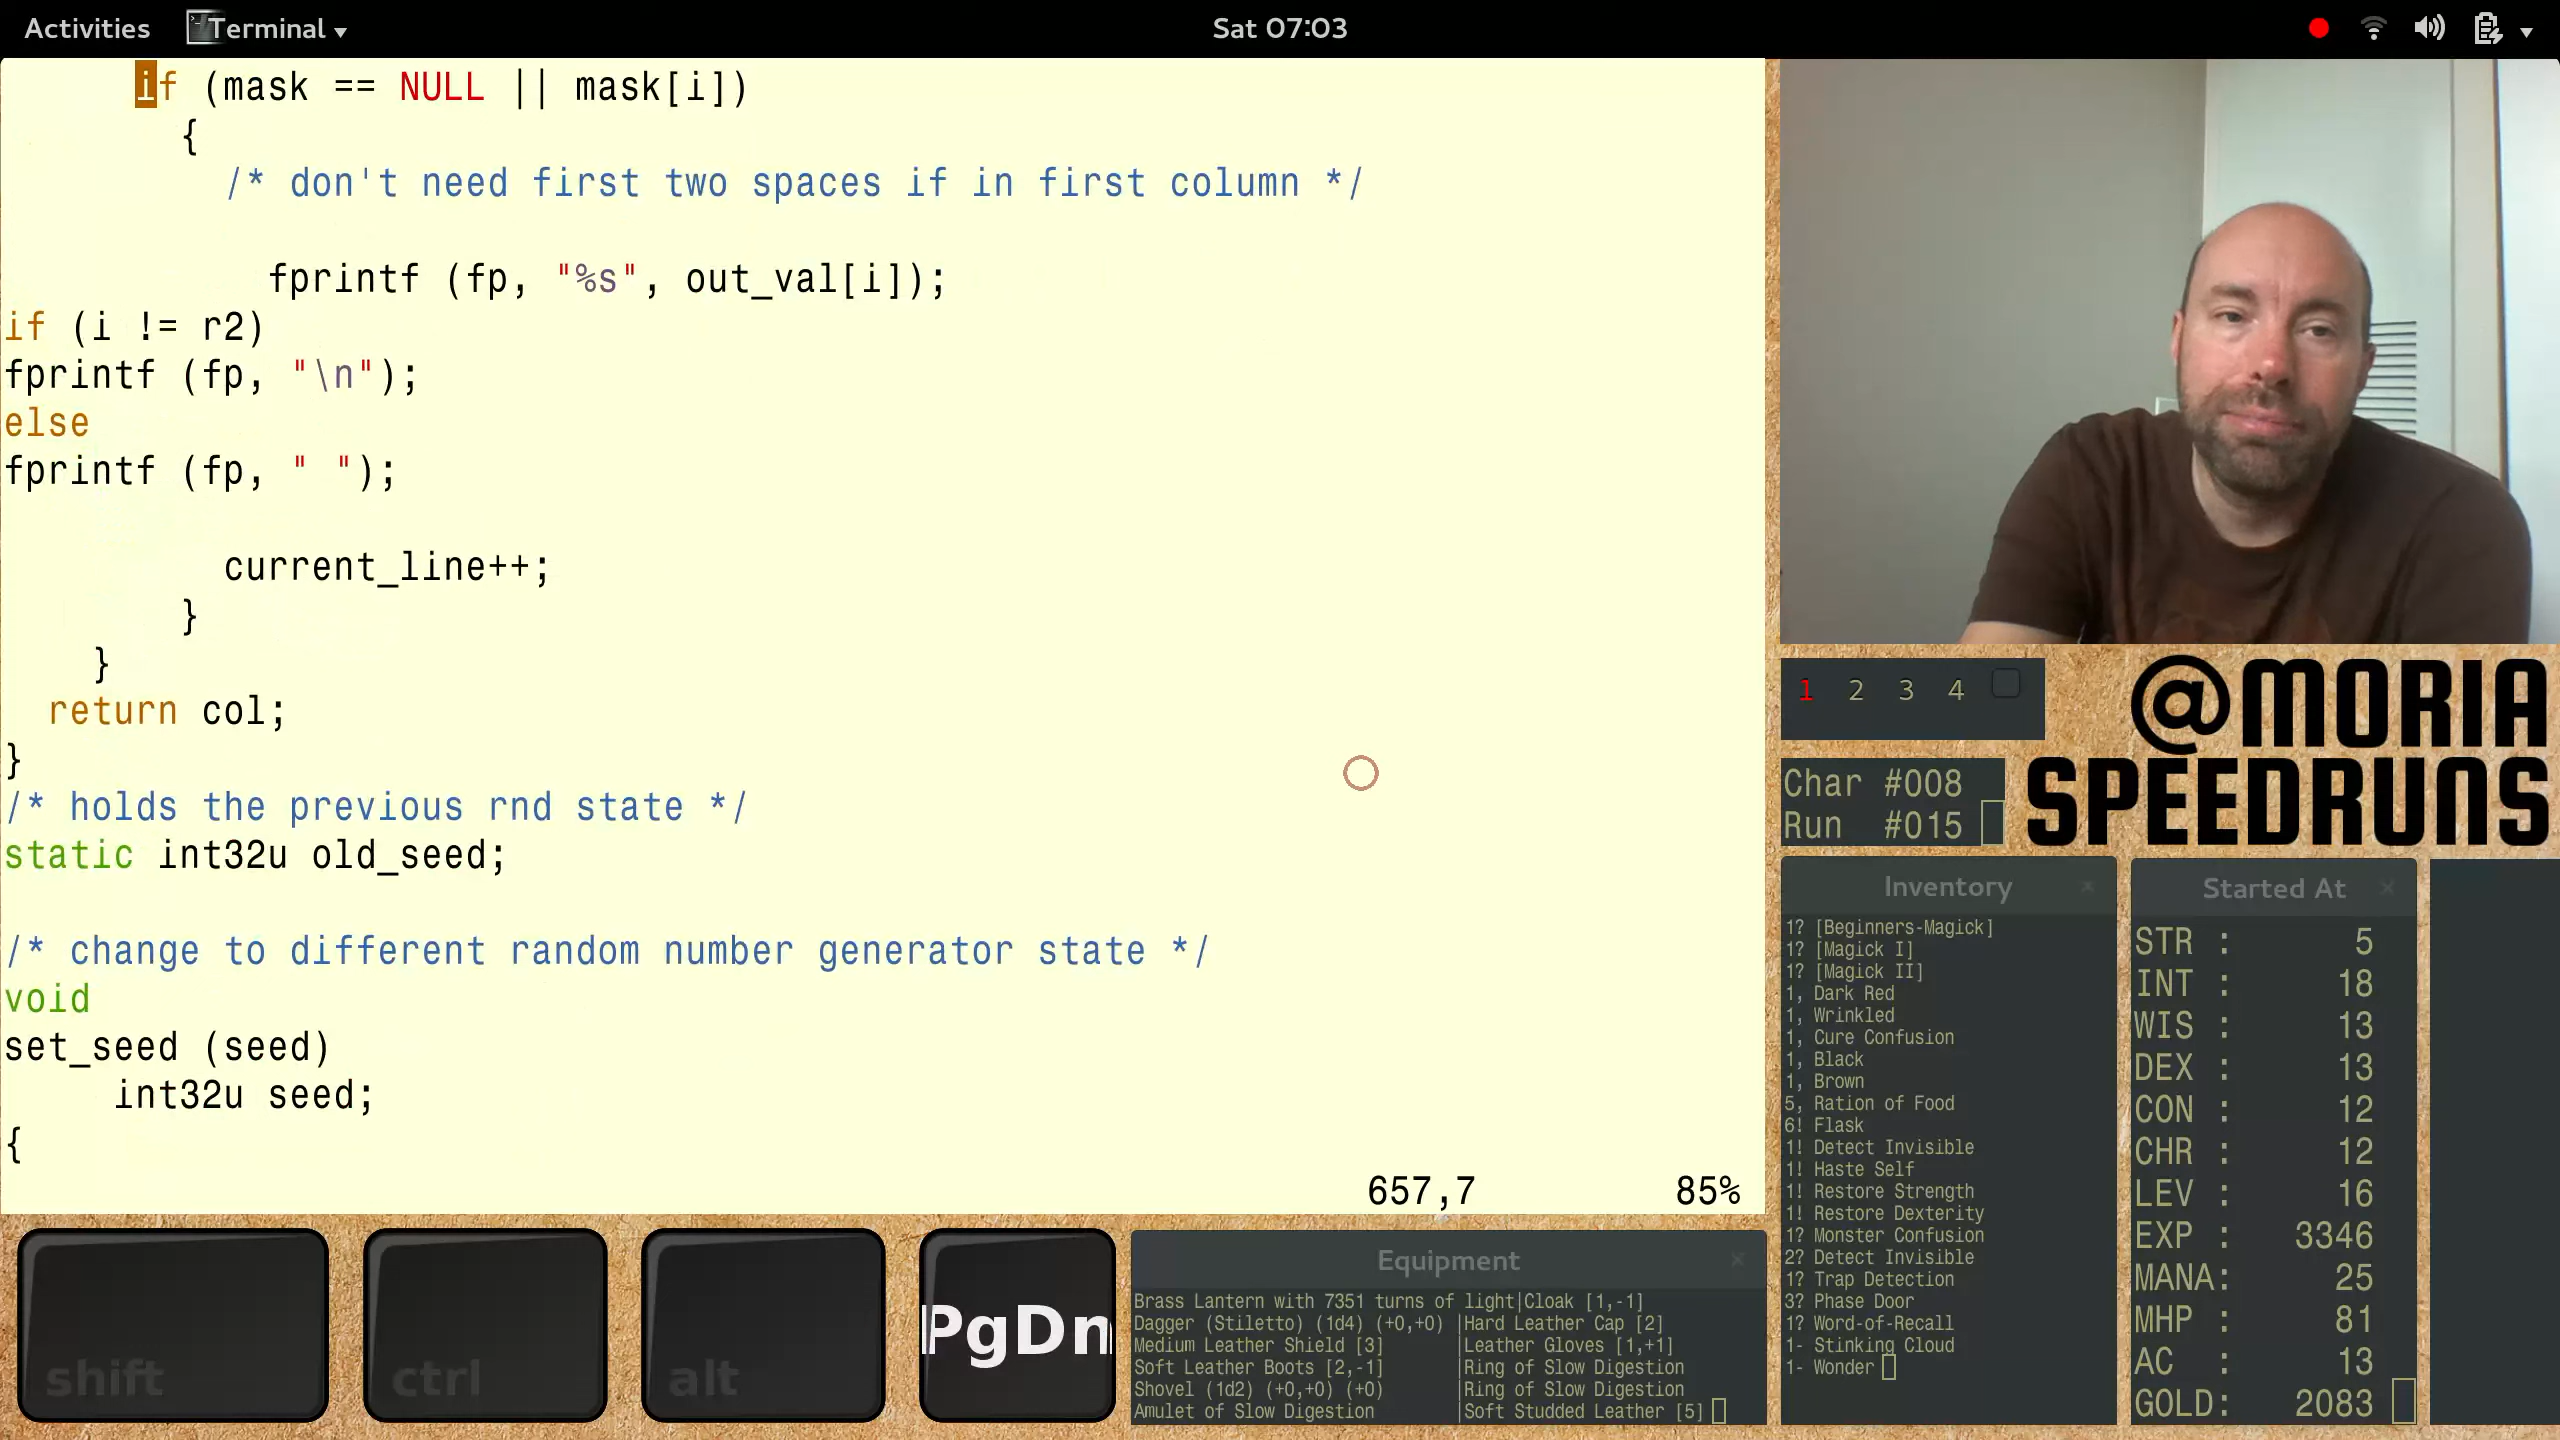 Activities Terminal Sat 07:03
if (mask == NULL || mask[i])
{
/* don't need first two spaces if in first column */
fprintf (fp, "%s", out_val[i]);
if (i != r2)
fprintf (fp, "\n");
else
fprintf (fp, " ");
current_line++;
}
}
return col;
}
/* holds the previous rnd state */
static int32u old_seed;
/* change to different random number generator state */
void
set_seed (seed)
int32u seed;
{
657,7 85%
1 2 3 4
@MORIA
SPEEDRUNS
Char #008
Run #015
Inventory ×
1? [Beginners-Magick]
1? [Magick I]
1? [Magick II]
1, Dark Red
1, Wrinkled
1, Cure Confusion
1, Black
1, Brown
5, Ration of Food
6! Flask
1! Detect Invisible
1! Haste Self
1! Restore Strength
1! Restore Dexterity
1? Monster Confusion
2? Detect Invisible
1? Trap Detection
3? Phase Door
1? Word-of-Recall
1- Stinking Cloud
1- Wonder
Started At ×
STR : 5
INT : 18
WIS : 13
DEX : 13
CON : 12
CHR : 12
LEV : 16
EXP : 3346
MANA: 25
MHP : 81
AC : 13
GOLD: 2083
shift ctrl alt PgDn
Equipment ×
Brass Lantern with 7351 turns of light|Cloak [1,-1]
Dagger (Stiletto) (1d4) (+0,+0) |Hard Leather Cap [2]
Medium Leather Shield [3] |Leather Gloves [1,+1]
Soft Leather Boots [2,-1] |Ring of Slow Digestion
Shovel (1d2) (+0,+0) (+0) |Ring of Slow Digestion
Amulet of Slow Digestion |Soft Studded Leather [5]